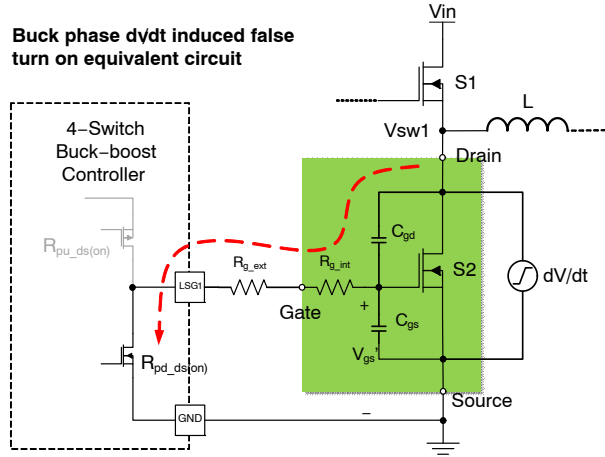 Vin
Buck phase dv/dt induced false
turn on equivalent circuit
S1
L
4–Switch
Buck–boost
Controller
Vsw1
Drain
Rpu_ds(on)
Cgd
Rg_ext
Rg_int
S2
dV/dt
LSG1
Gate
+
Cgs
Rpd_ds(on)
Vgs'
Source
GND
–